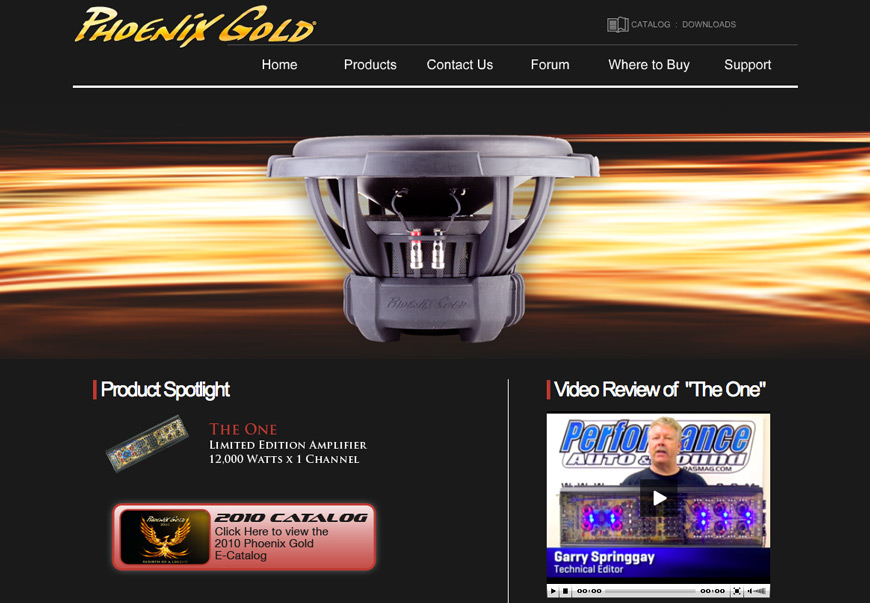 PHOENIX GOLD®
CATALOG : DOWNLOADS
Home Products Contact Us Forum Where to Buy Support
PHOENIX GOLD
Product Spotlight
THE ONE
LIMITED EDITION AMPLIFIER
12,000 WATTS X 1 CHANNEL
PHOENIX GOLD
REBIRTH OF A LEGEND
2010 CATALOG
Click Here to view the
2010 Phoenix Gold
E-Catalog
Video Review of "The One"
Performance
AUTO & SOUND
PASMAG.COM
Garry Springgay
Technical Editor
00:00 00:00